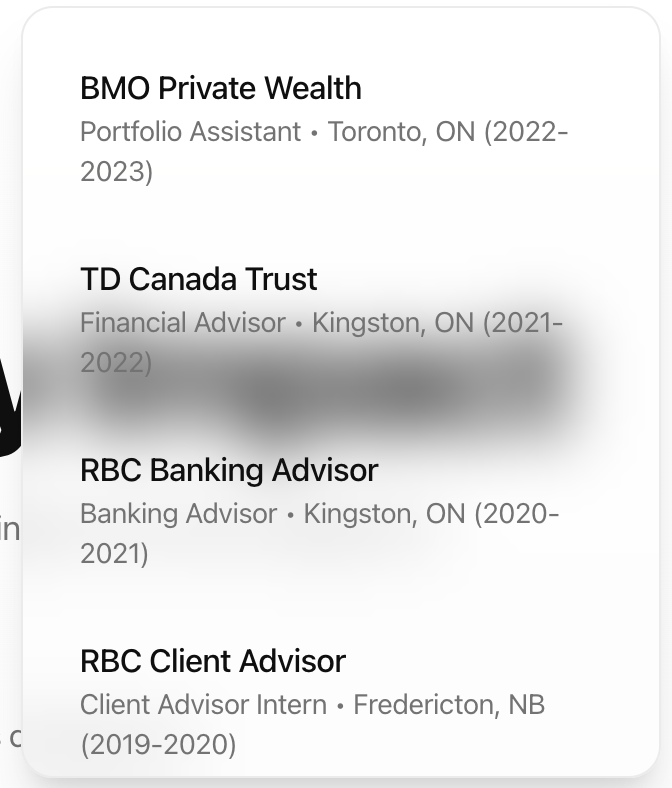 BMO Private Wealth
Portfolio Assistant • Toronto, ON (2022-
2023)
TD Canada Trust
Financial Advisor • Kingston, ON (2021-
2022)
RBC Banking Advisor
Banking Advisor • Kingston, ON (2020-
2021)
in
RBC Client Advisor
Client Advisor Intern • Fredericton, NB
(2019-2020)